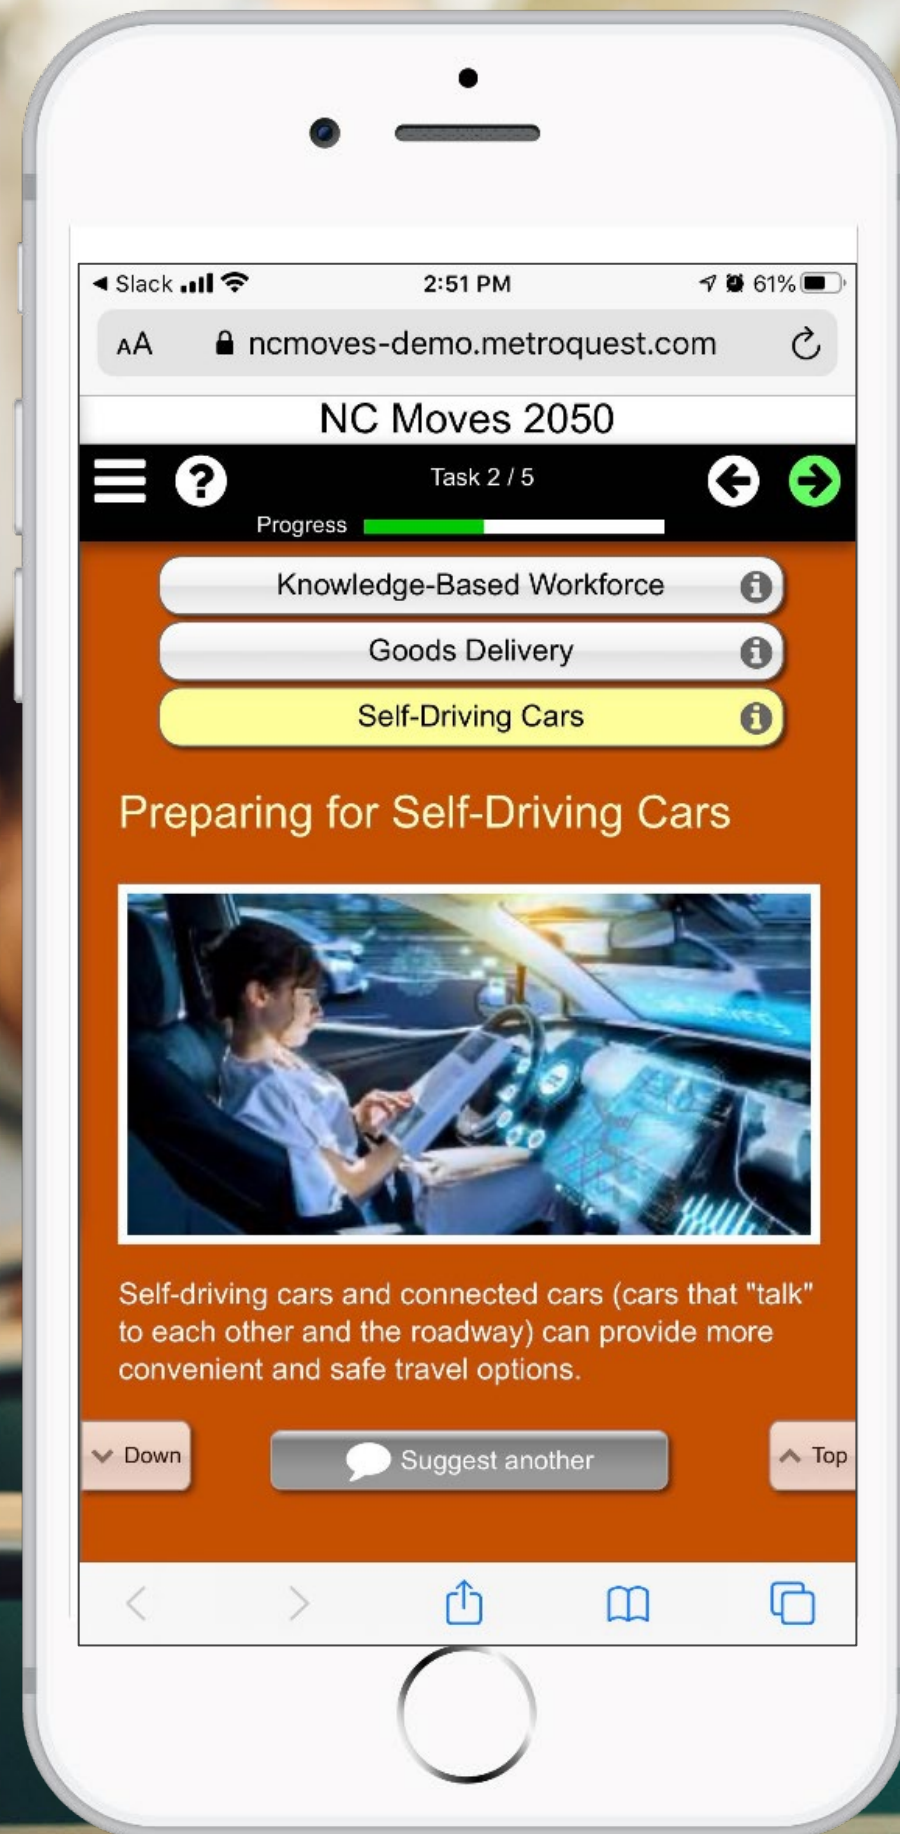 Slack
2:51 PM
61%
AA
ncmoves-demo.metroquest.com
NC Moves 2050
?
Task 2 / 5
Progress
Knowledge-Based Workforce
Goods Delivery
Self-Driving Cars
Preparing for Self-Driving Cars
Self-driving cars and connected cars (cars that "talk"
to each other and the roadway) can provide more
convenient and safe travel options.
Down
Suggest another
Top